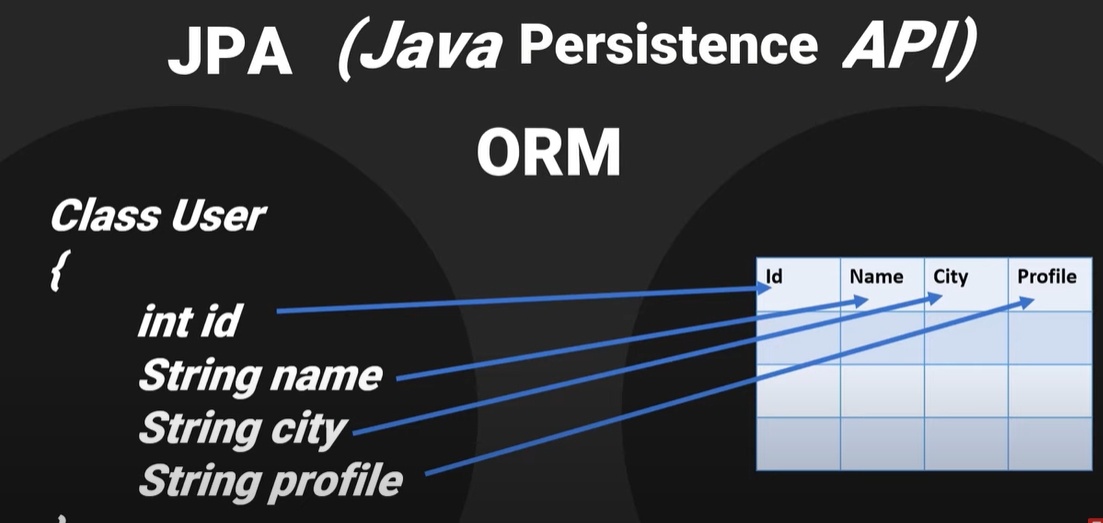 JPA (Java Persistence API)
ORM
Class User
{
int id
String name
String city
String profile
}
Id Name City Profile